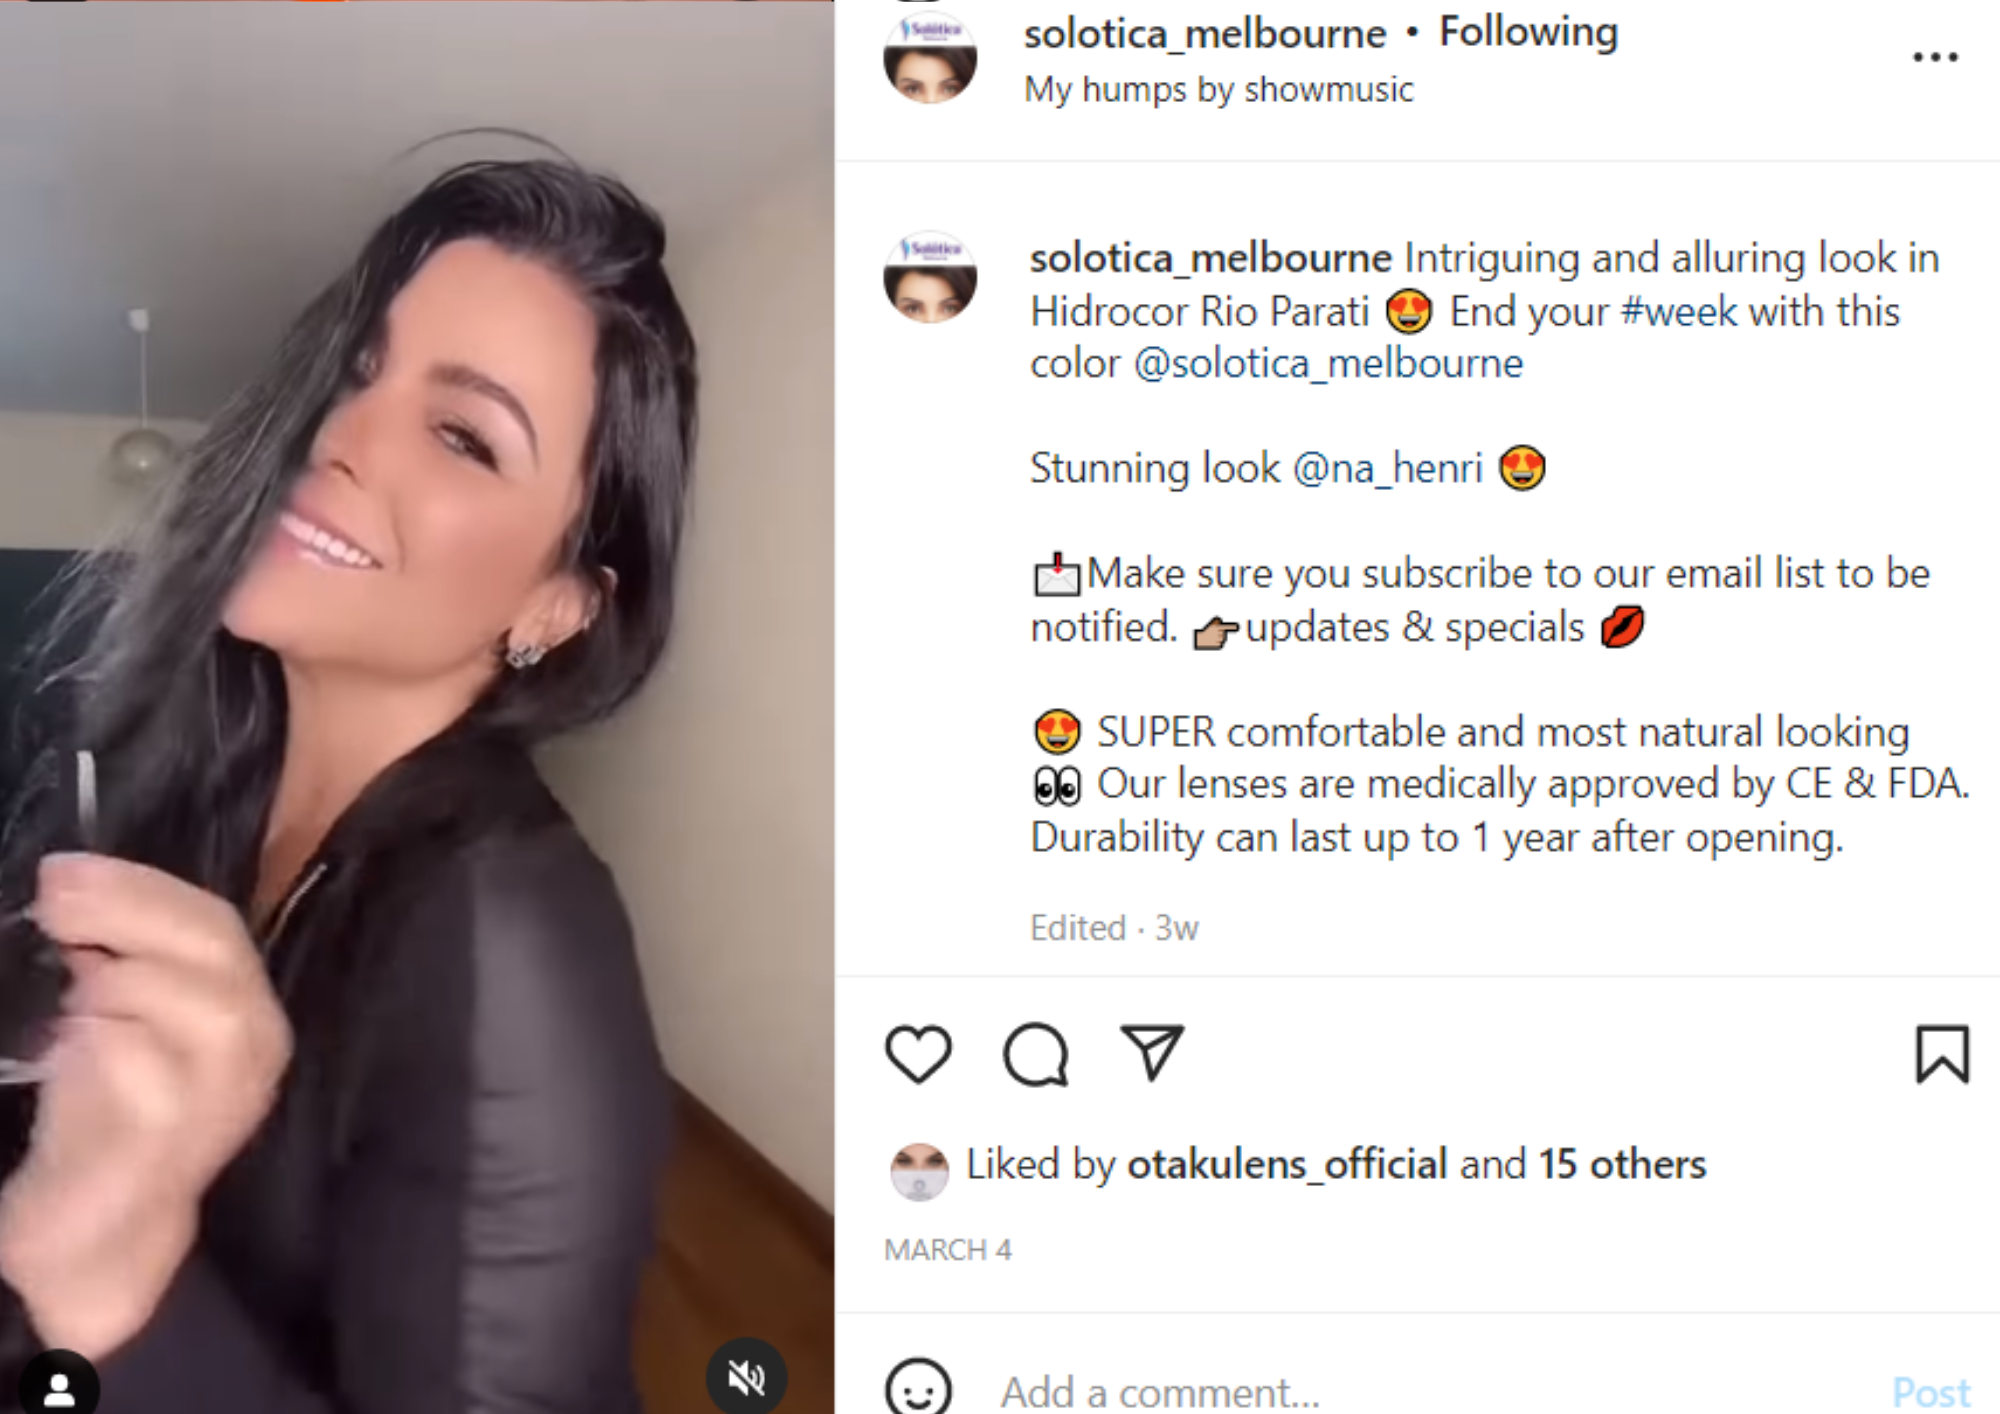 solotica_melbourne • Following
My humps by showmusic
Solótica
solotica_melbourne Intriguing and alluring look in
Hidrocor Rio Parati 😍 End your #week with this
color @solotica_melbourne
Stunning look @na_henri 😍
📩Make sure you subscribe to our email list to be
notified. 👉🏽updates & specials 💋
😍 SUPER comfortable and most natural looking
👀 Our lenses are medically approved by CE & FDA.
Durability can last up to 1 year after opening.
Edited · 3w
Liked by otakulens_official and 15 others
MARCH 4
Add a comment...
Post